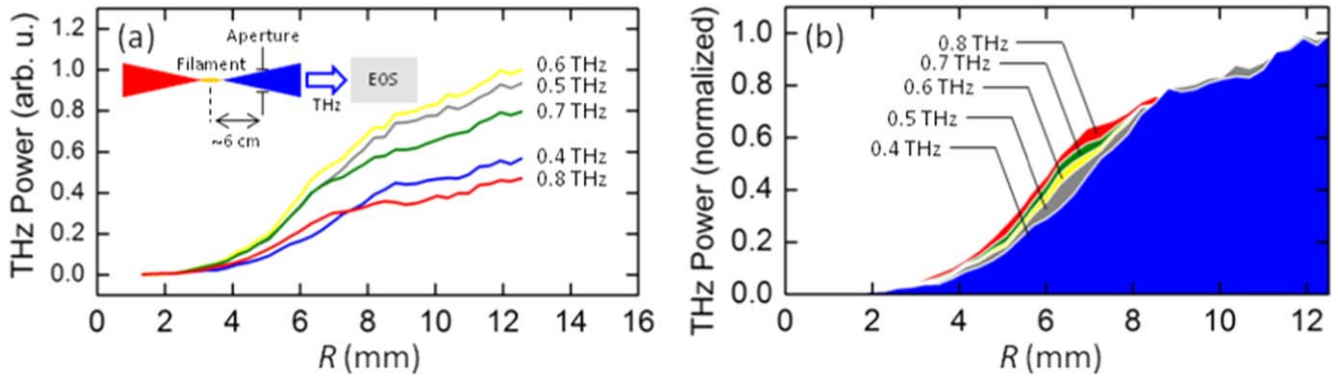 (a)
Aperture
Filament
EOS
THz
~6 cm
0.6 THz
0.5 THz
0.7 THz
0.4 THz
0.8 THz
THz Power (arb. u.)
1.2
1.0
0.8
0.6
0.4
0.2
0.0
0 2 4 6 8 10 12 14 16
R (mm)
(b)
0.8 THz
0.7 THz
0.6 THz
0.5 THz
0.4 THz
THz Power (normalized)
1.0
0.8
0.6
0.4
0.2
0.0
0 2 4 6 8 10 12
R (mm)